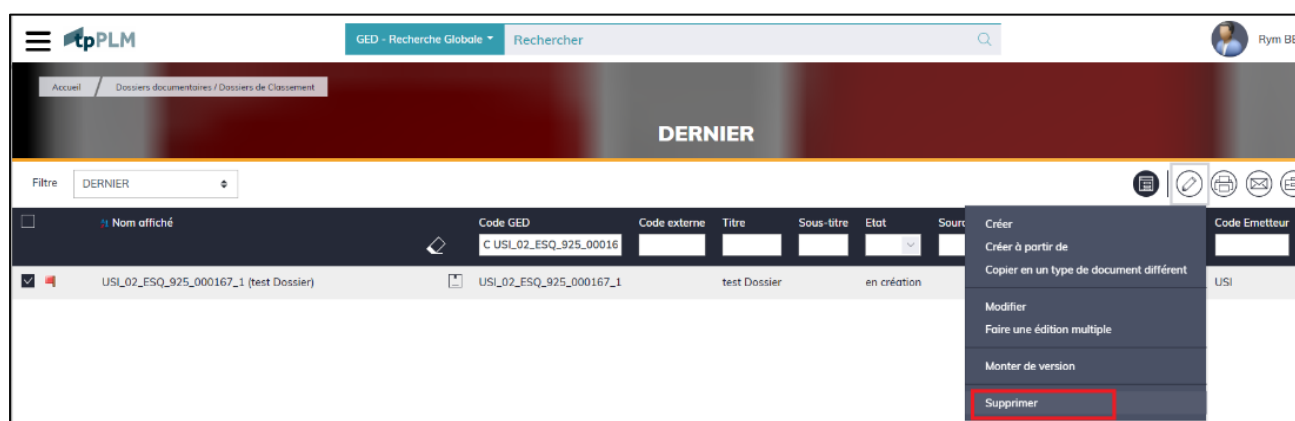 tpPLM
GED - Recherche Globale
Rechercher
Rym BE
Accueil
Dossiers documentaires / Dossiers de Classement
DERNIER
Filtre
DERNIER
Nom affiché
Code GED
Code externe
Titre
Sous-titre
Etat
Sourc
Code Emetteur
C USI_02_ESQ_925_00016
USI_02_ESQ_925_000167_1 (test Dossier)
USI_02_ESQ_925_000167_1
test Dossier
en création
USI
Créer
Créer à partir de
Copier en un type de document différent
Modifier
Faire une édition multiple
Monter de version
Supprimer